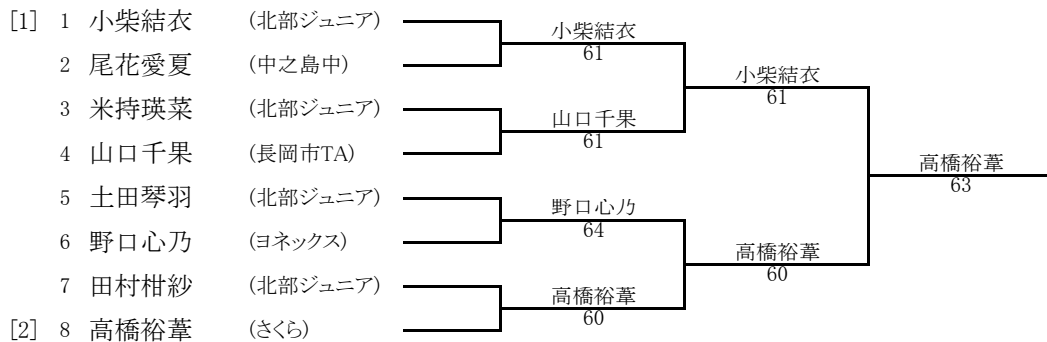 [1] 1 小柴結衣 (北部ジュニア)
小柴結衣
61
2 尾花愛夏 (中之島中)
小柴結衣
61
3 米持瑛菜 (北部ジュニア)
山口千果
61
4 山口千果 (長岡市TA)
高橋裕葦
63
5 土田琴羽 (北部ジュニア)
野口心乃
64
6 野口心乃 (ヨネックス)
高橋裕葦
60
7 田村柑紗 (北部ジュニア)
高橋裕葦
60
[2] 8 高橋裕葦 (さくら)